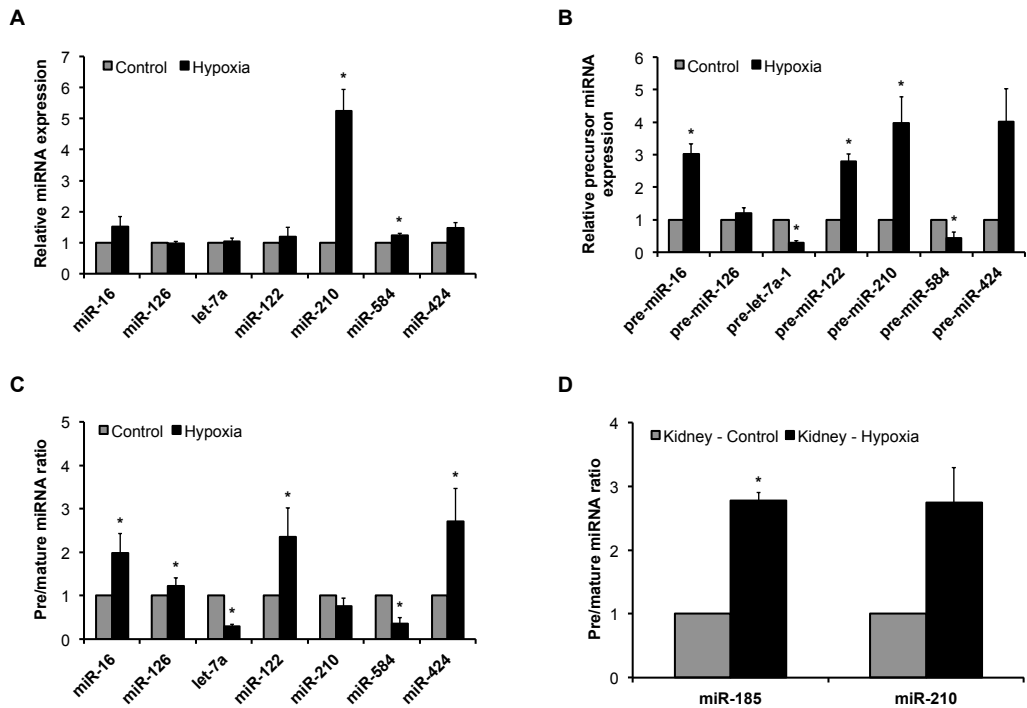 A
Relative miRNA expression
7
6
5
4
3
2
1
0
Control Hypoxia
*
*
miR-16 miR-126 let-7a miR-122 miR-210 miR-584 miR-424
B
Relative precursor miRNA
expression
6
5
4
3
2
1
0
Control Hypoxia
* * * * *
pre-miR-16 pre-miR-126 pre-let-7a-1 pre-miR-122 pre-miR-210 pre-miR-584 pre-miR-424
C
Pre/mature miRNA ratio
5
4
3
2
1
0
Control Hypoxia
* * * * * *
miR-16 miR-126 let-7a miR-122 miR-210 miR-584 miR-424
D
Pre/mature miRNA ratio
4
3
2
1
0
Kidney - Control Kidney - Hypoxia
*
miR-185 miR-210